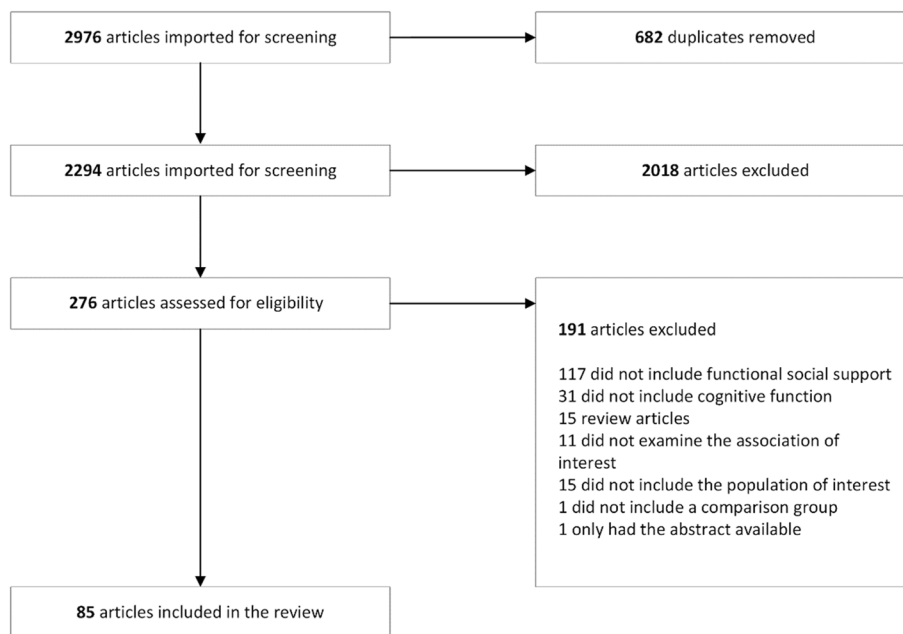 2976 articles imported for screening
682 duplicates removed
2294 articles imported for screening
2018 articles excluded
276 articles assessed for eligibility
191 articles excluded
117 did not include functional social support
31 did not include cognitive function
15 review articles
11 did not examine the association of
interest
15 did not include the population of interest
1 did not include a comparison group
1 only had the abstract available
85 articles included in the review